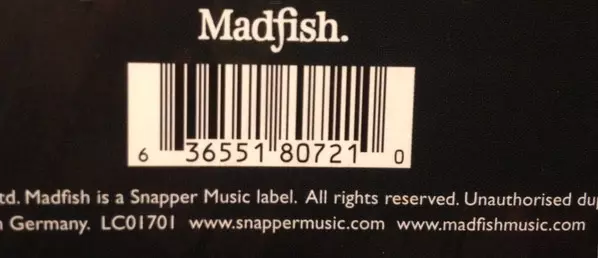 Madfish.
6 36551 80721 0
td. Madfish is a Snapper Music label. All rights reserved. Unauthorised du
Germany. LC01701 www.snappermusic.com www.madfishmusic.com